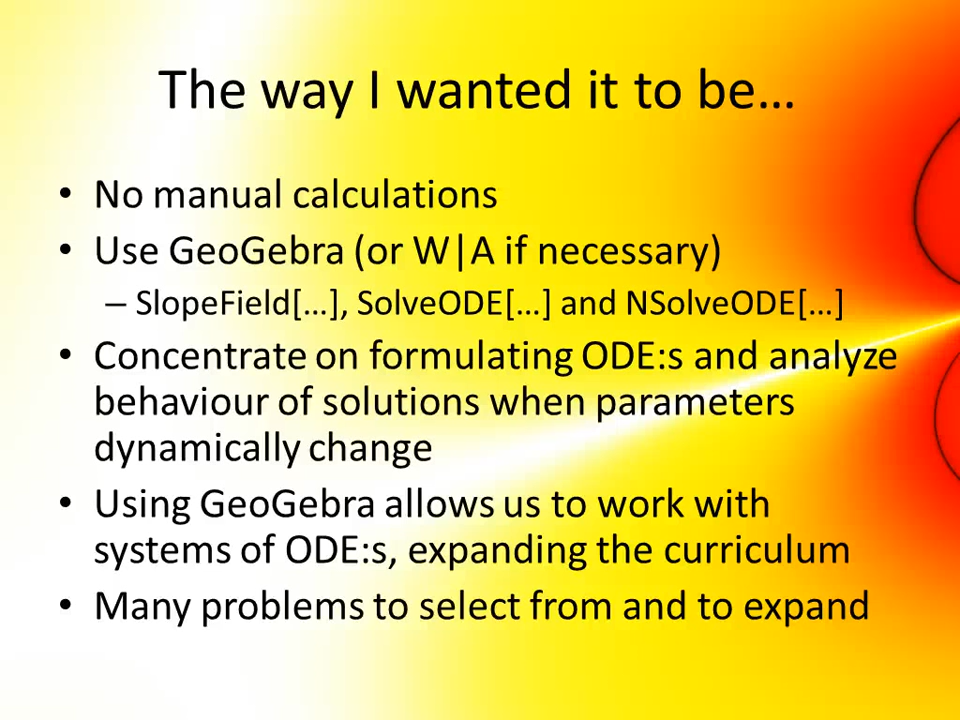 The way I wanted it to be…
• No manual calculations
• Use GeoGebra (or W|A if necessary)
– SlopeField[…], SolveODE[…] and NSolveODE[…]
• Concentrate on formulating ODE:s and analyze
behaviour of solutions when parameters
dynamically change
• Using GeoGebra allows us to work with
systems of ODE:s, expanding the curriculum
• Many problems to select from and to expand